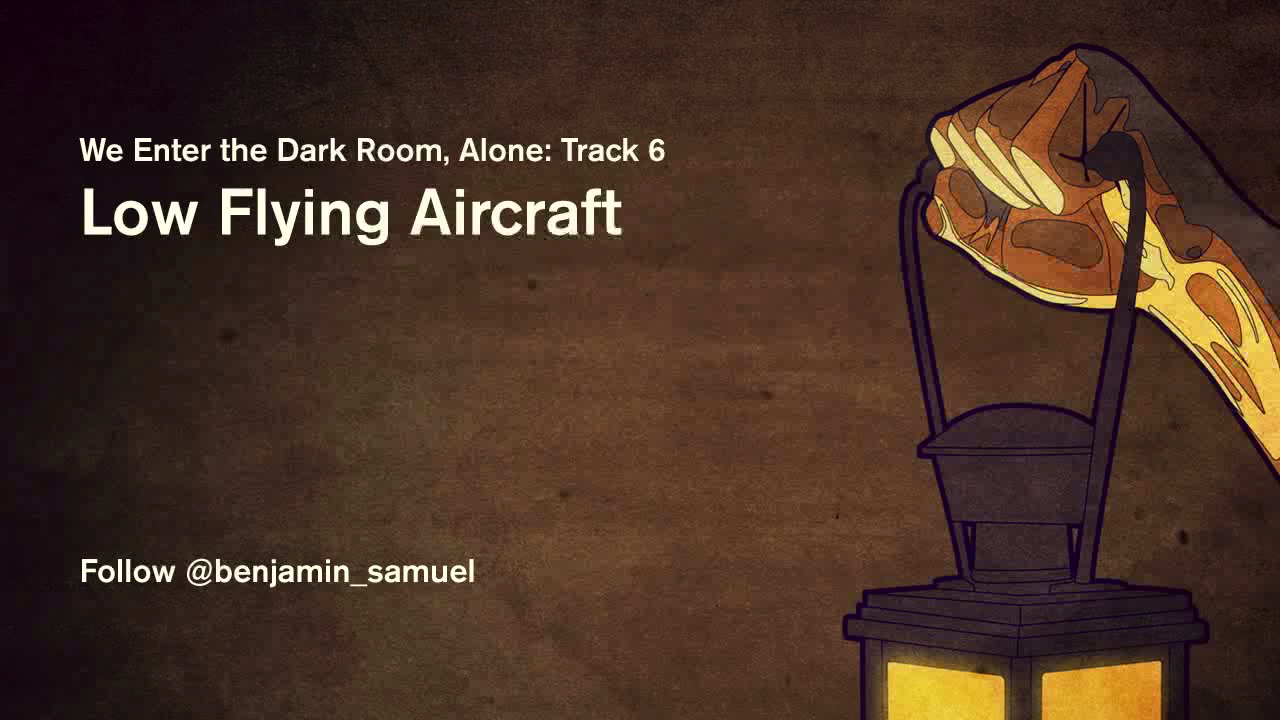 We Enter the Dark Room, Alone: Track 6
Low Flying Aircraft
Follow @benjamin_samuel